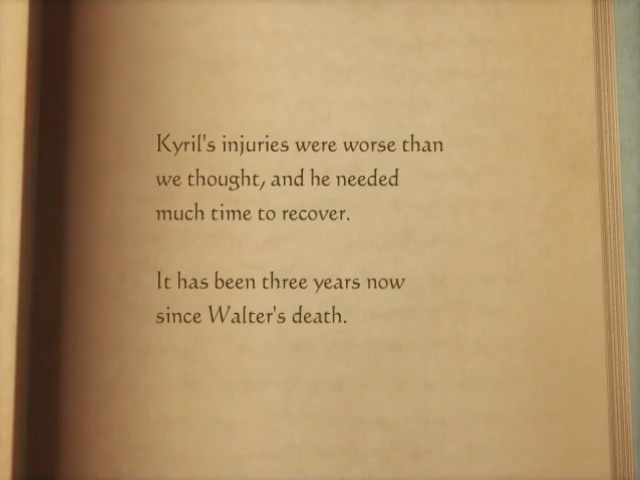 Kyril's injuries were worse than
we thought, and he needed
much time to recover.
It has been three years now
since Walter's death.